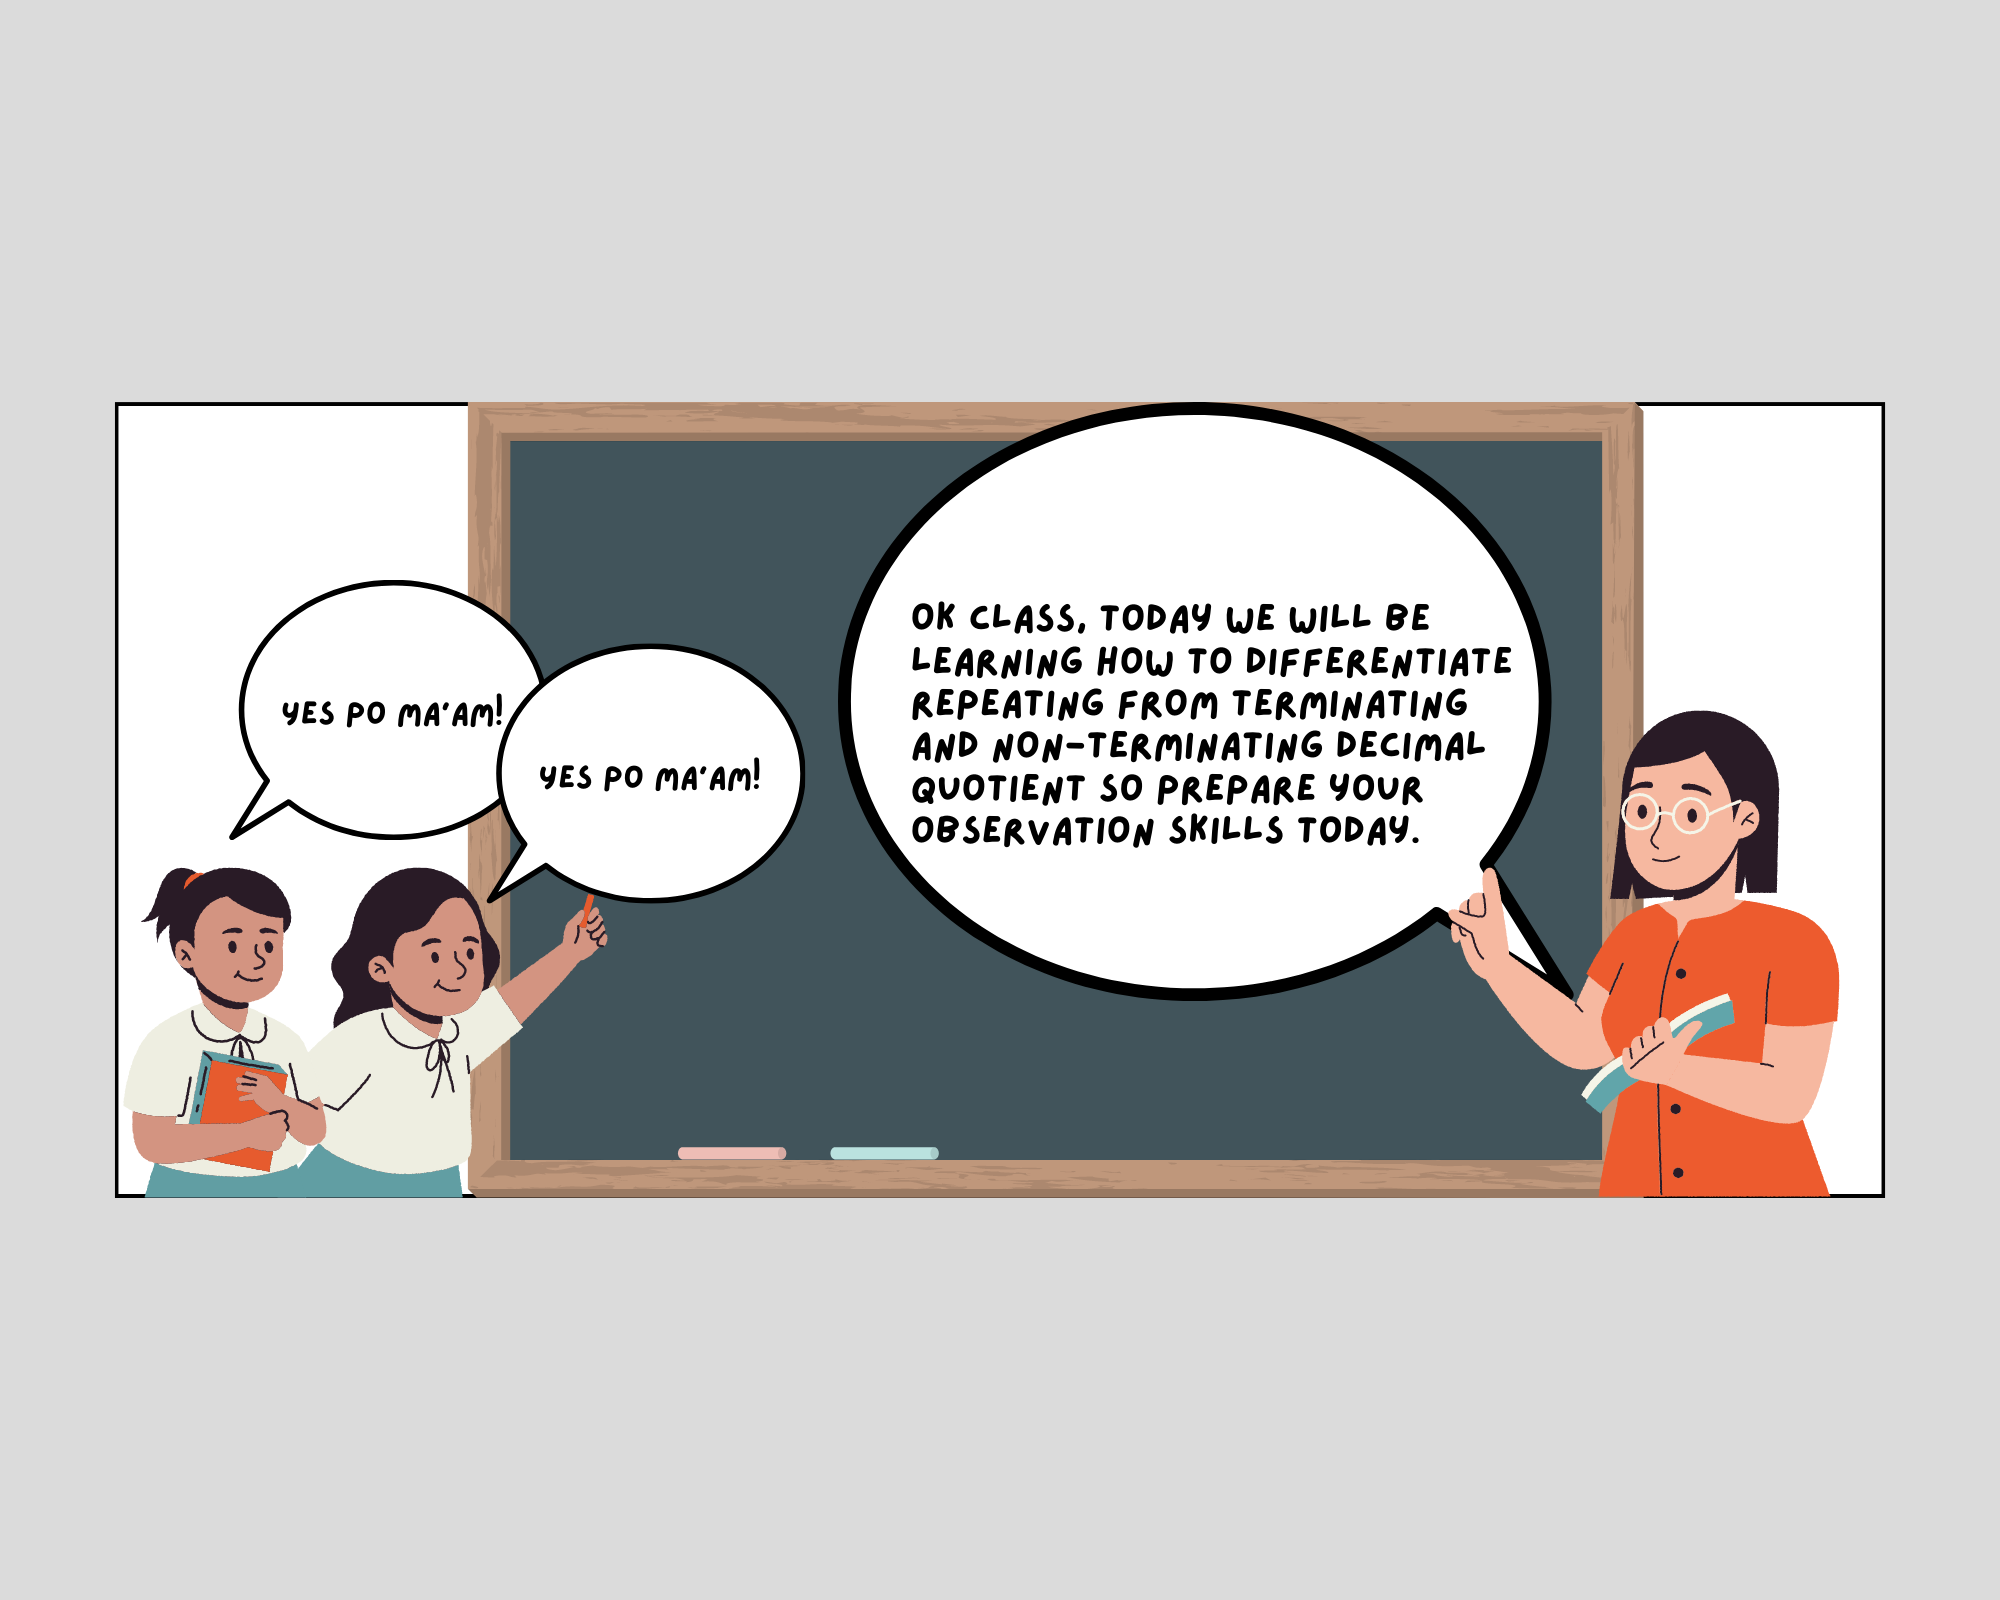 YES PO MA'AM!
YES PO MA'AM!
OK CLASS, TODAY WE WILL BE
LEARNING HOW TO DIFFERENTIATE
REPEATING FROM TERMINATING
AND NON-TERMINATING DECIMAL
QUOTIENT SO PREPARE YOUR
OBSERVATION SKILLS TODAY.